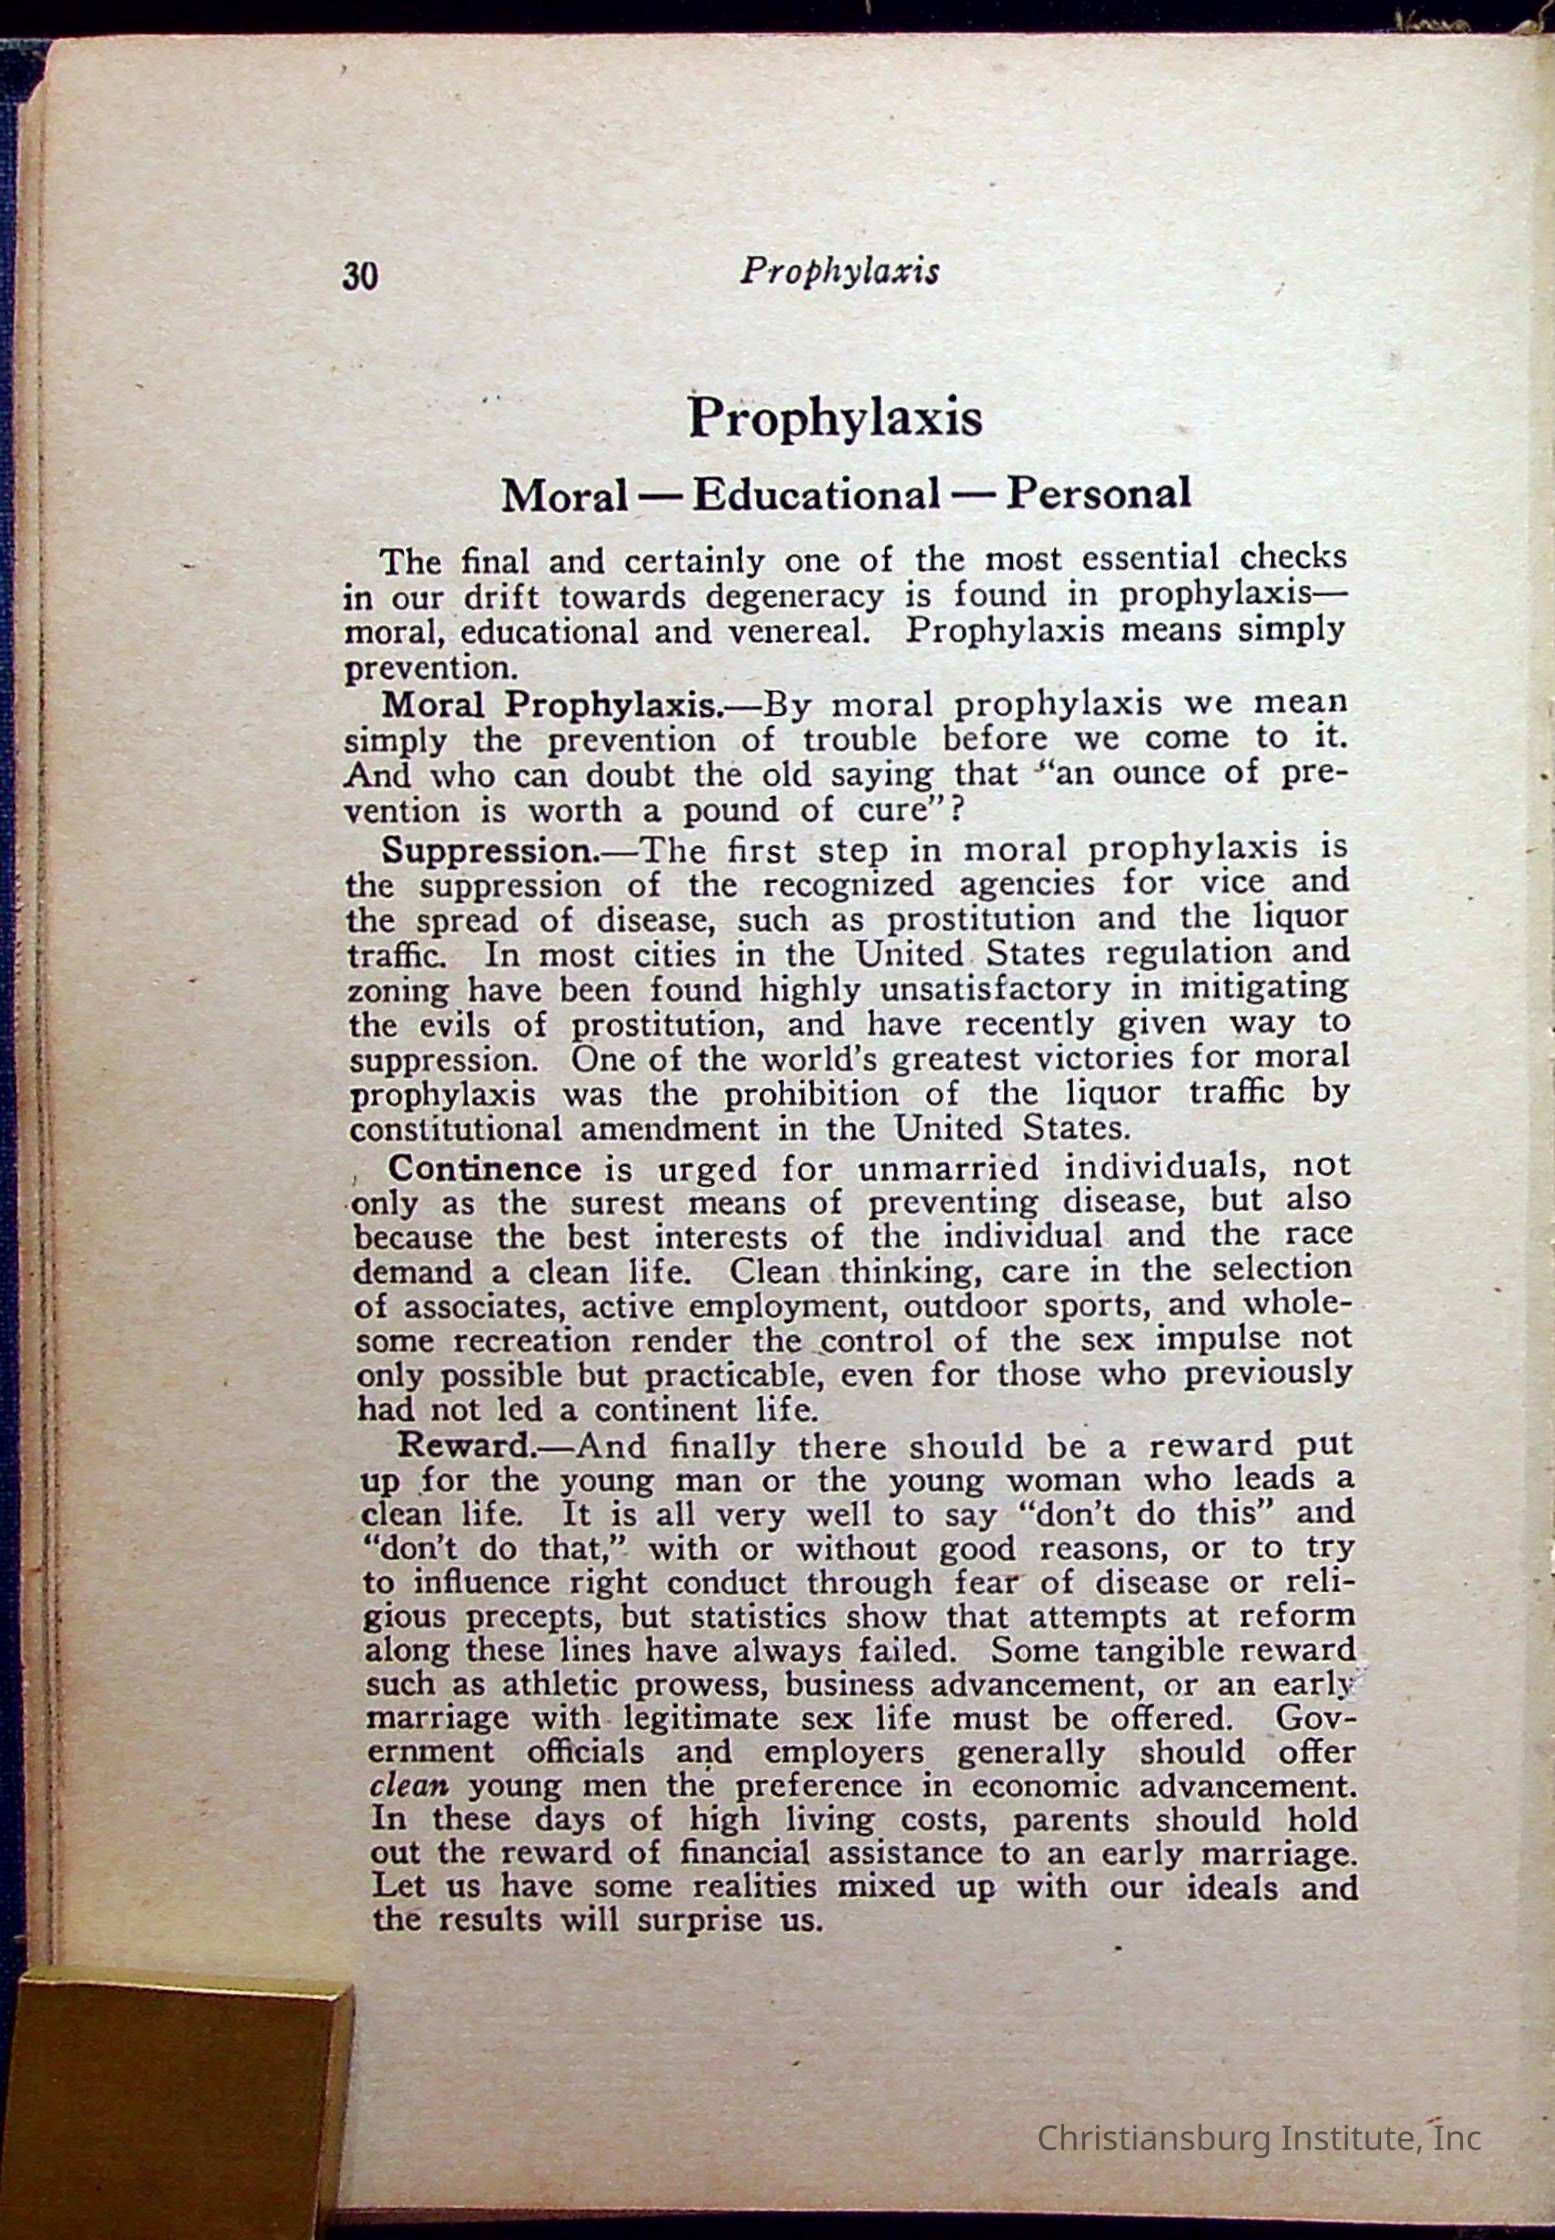 30
Prophylaxis
Prophylaxis
Moral — Educational — Personal
The final and certainly one of the most essential checks
in our drift towards degeneracy is found in prophylaxis—
moral, educational and venereal. Prophylaxis means simply
prevention.
Moral Prophylaxis.—By moral prophylaxis we mean
simply the prevention of trouble before we come to it.
And who can doubt the old saying that “an ounce of pre-
vention is worth a pound of cure”?
Suppression.—The first step in moral prophylaxis is
the suppression of the recognized agencies for vice and
the spread of disease, such as prostitution and the liquor
traffic. In most cities in the United States regulation and
zoning have been found highly unsatisfactory in mitigating
the evils of prostitution, and have recently given way to
suppression. One of the world's greatest victories for moral
prophylaxis was the prohibition of the liquor traffic by
constitutional amendment in the United States.
Continence is urged for unmarried individuals, not
only as the surest means of preventing disease, but also
because the best interests of the individual and the race
demand a clean life. Clean thinking, care in the selection
of associates, active employment, outdoor sports, and whole-
some recreation render the control of the sex impulse not
only possible but practicable, even for those who previously
had not led a continent life.
Reward.—And finally there should be a reward put
up for the young man or the young woman who leads a
clean life. It is all very well to say “don't do this” and
“don't do that,” with or without good reasons, or to try
to influence right conduct through fear of disease or reli-
gious precepts, but statistics show that attempts at reform
along these lines have always failed. Some tangible reward
such as athletic prowess, business advancement, or an early
marriage with legitimate sex life must be offered. Gov-
ernment officials and employers generally should offer
clean young men the preference in economic advancement.
In these days of high living costs, parents should hold
out the reward of financial assistance to an early marriage.
Let us have some realities mixed up with our ideals and
the results will surprise us.
Christiansburg Institute, Inc